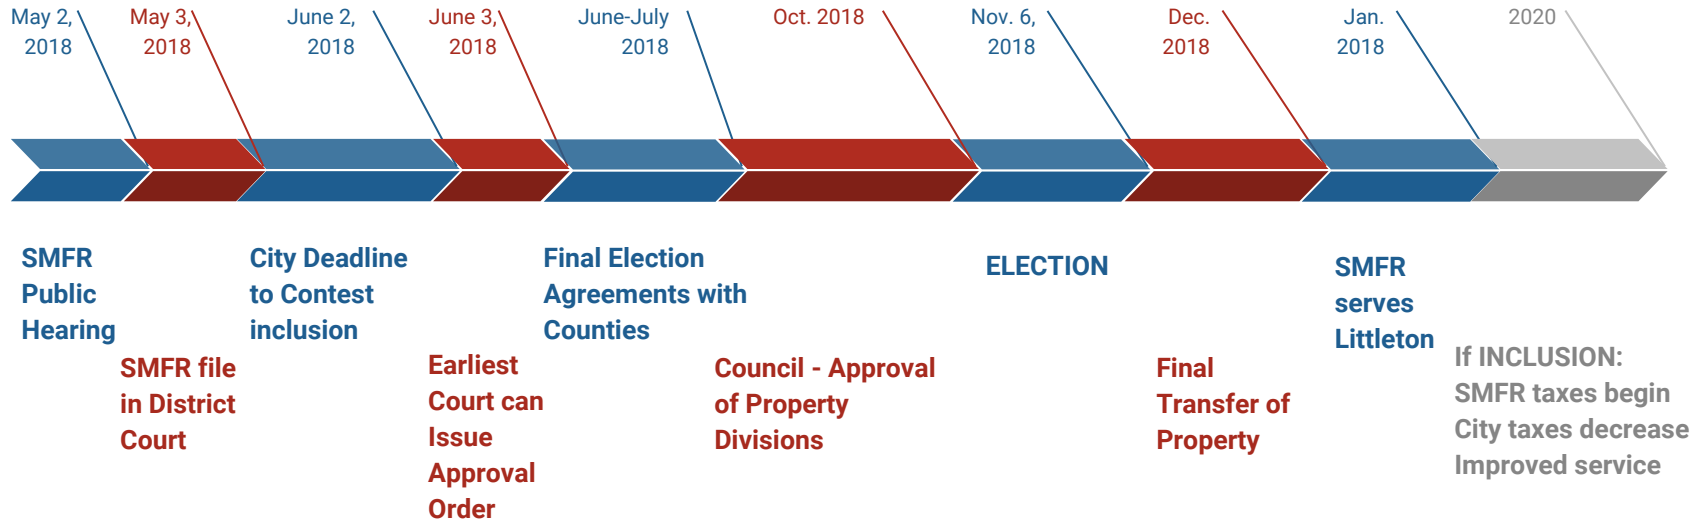 May 2,
2018
May 3,
2018
June 2,
2018
June 3,
2018
June-July
2018
Oct. 2018
Nov. 6,
2018
Dec.
2018
Jan.
2018
2020
SMFR
Public
Hearing
SMFR file
in District
Court
City Deadline
to Contest
inclusion
Earliest
Court can
Issue
Approval
Order
Final Election
Agreements with
Counties
Council - Approval
of Property
Divisions
ELECTION
Final
Transfer of
Property
SMFR
serves
Littleton
If INCLUSION:
SMFR taxes begin
City taxes decrease
Improved service